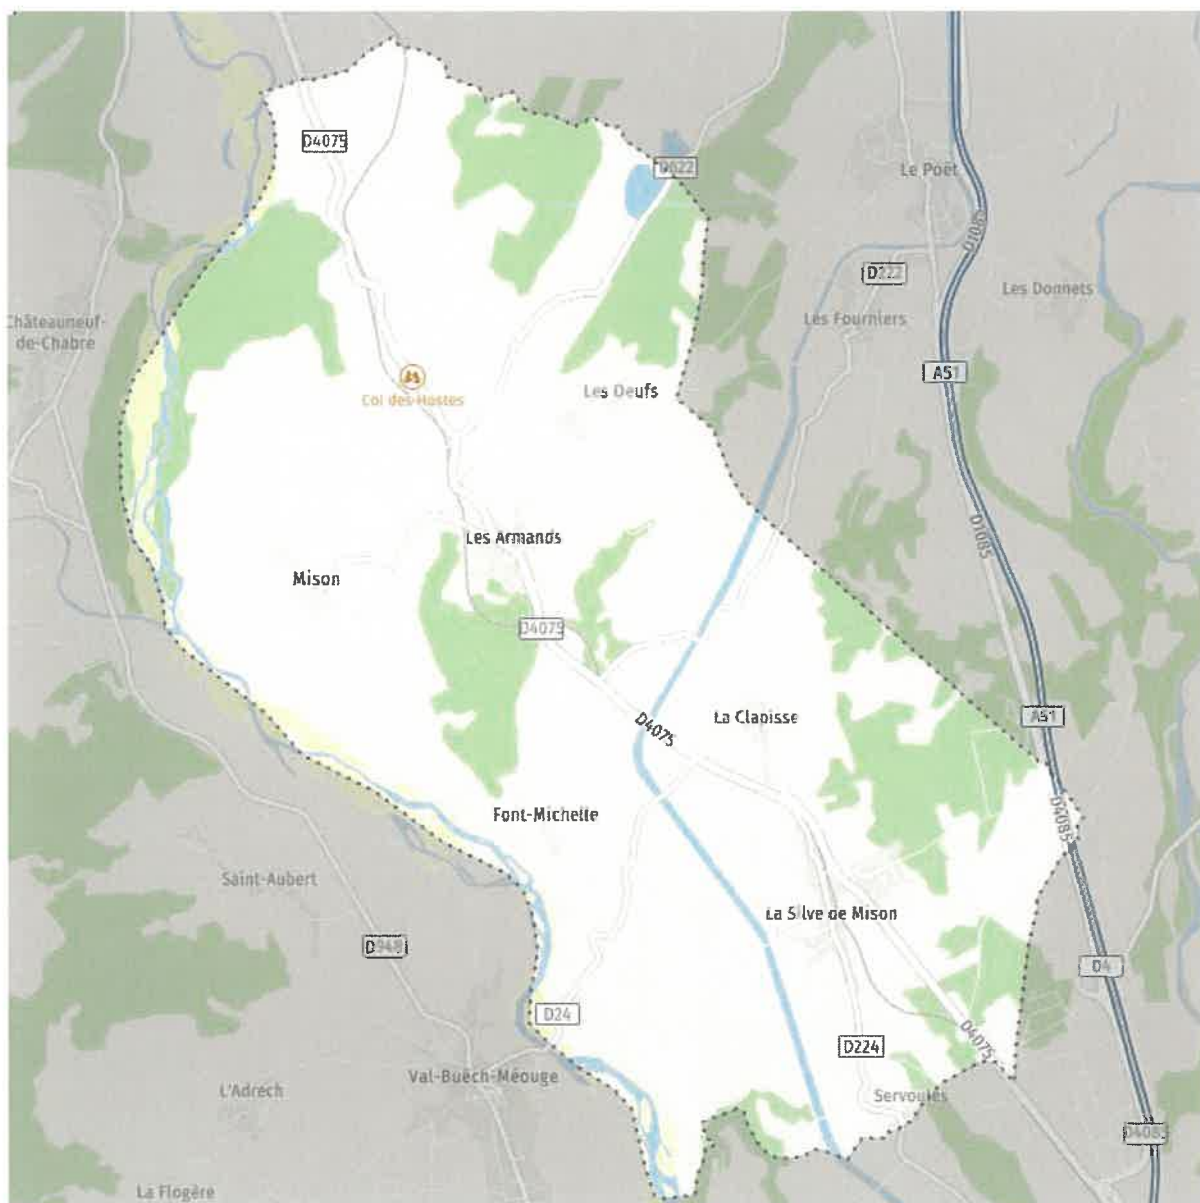 D4075
D622
Le Poët
D1085
D222
Les Donnets
Châteauneuf-
de-Chabre
Les Fourniers
A51
Col des Hostes
Les Oeufs
D1085
Les Armands
Mison
D4075
La Clapisse
A51
D4075
Font-Michelle
D4085
Saint-Aubert
La Silve de Mison
D948
D4
D24
D4075
D224
Val-Buëch-Méouge
L'Adrech
Servoules
D4085
La Flogère